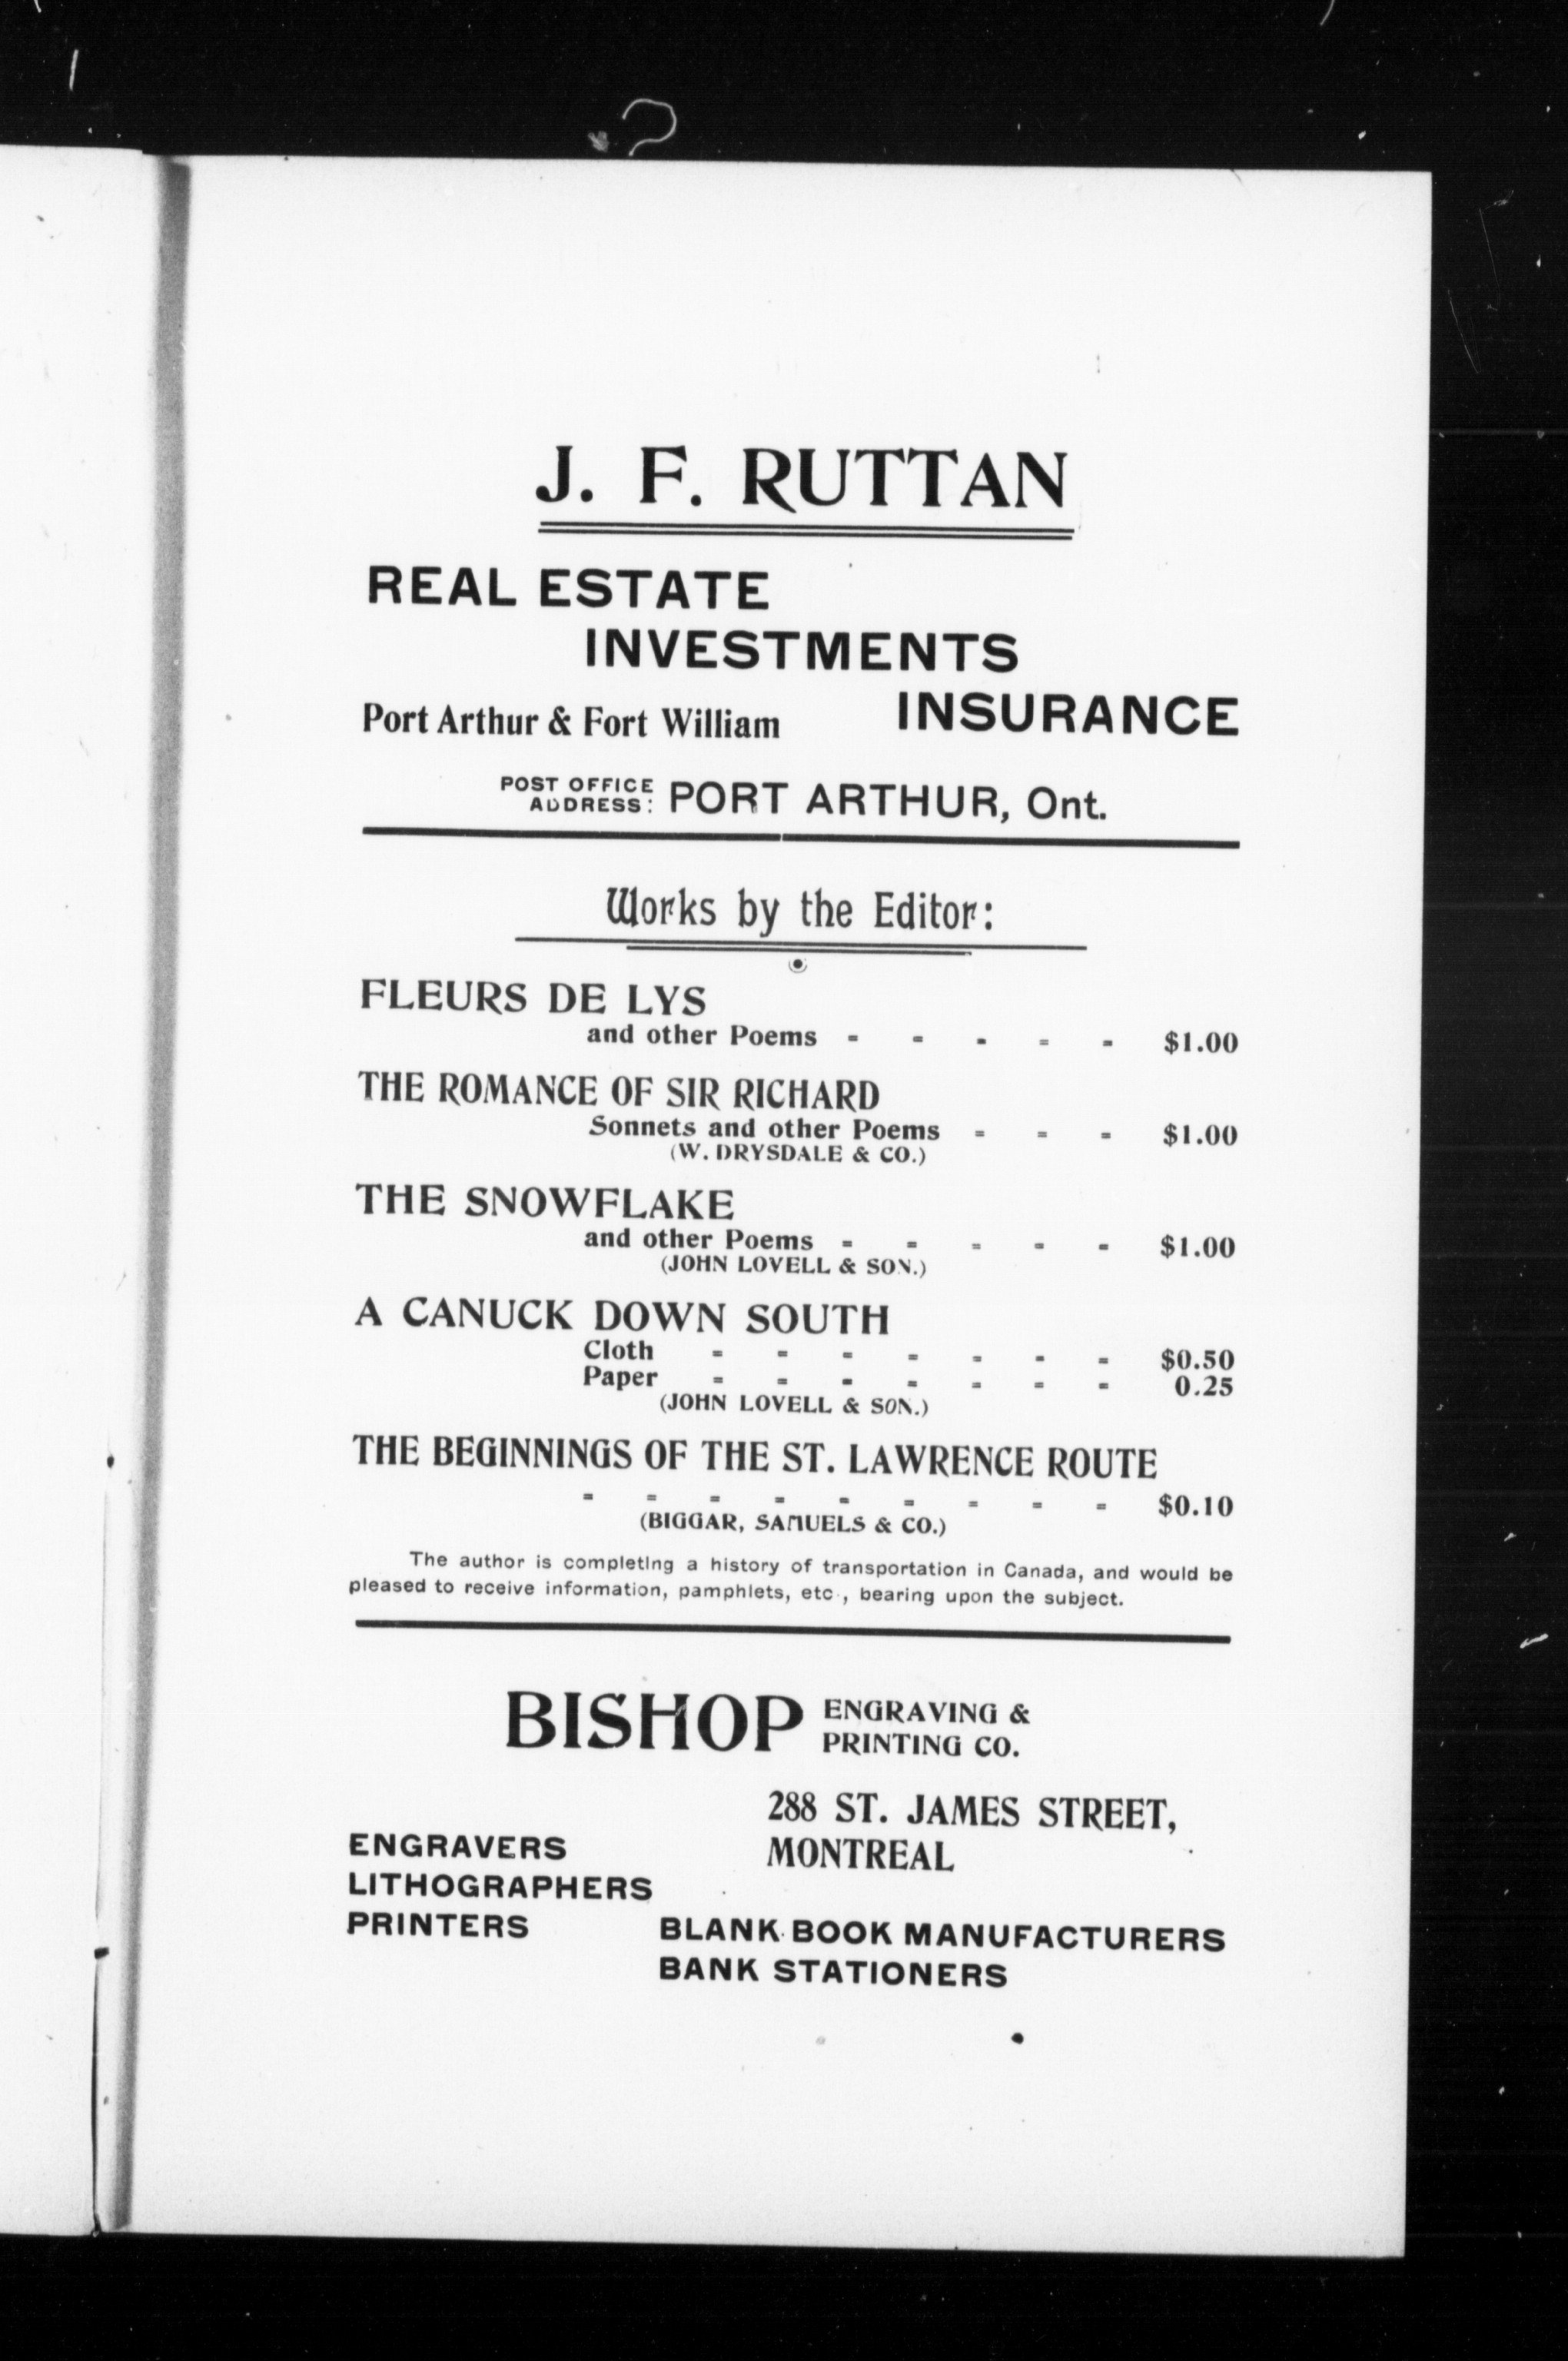 J. F. RUTTAN
REAL ESTATE
INVESTMENTS
INSURANCE
Port Arthur & Fort William
POST OFFICE
ADDRESS: PORT ARTHUR, Ont.
Works by the Editor:
FLEURS DE LYS
and other Poems - - - - - $1.00
THE ROMANCE OF SIR RICHARD
Sonnets and other Poems - - - $1.00
(W. DRYSDALE & CO.)
THE SNOWFLAKE
and other Poems - - - - - $1.00
(JOHN LOVELL & SON.)
A CANUCK DOWN SOUTH
Cloth - - - - - - - $0.50
Paper - - - - - - - 0.25
(JOHN LOVELL & SON.)
THE BEGINNINGS OF THE ST. LAWRENCE ROUTE
- - - - - - - - - $0.10
(BIGGAR, SAMUELS & CO.)
The author is completing a history of transportation in Canada, and would be
pleased to receive information, pamphlets, etc., bearing upon the subject.
BISHOP ENGRAVING &
PRINTING CO.
288 ST. JAMES STREET,
MONTREAL
ENGRAVERS
LITHOGRAPHERS
PRINTERS
BLANK BOOK MANUFACTURERS
BANK STATIONERS